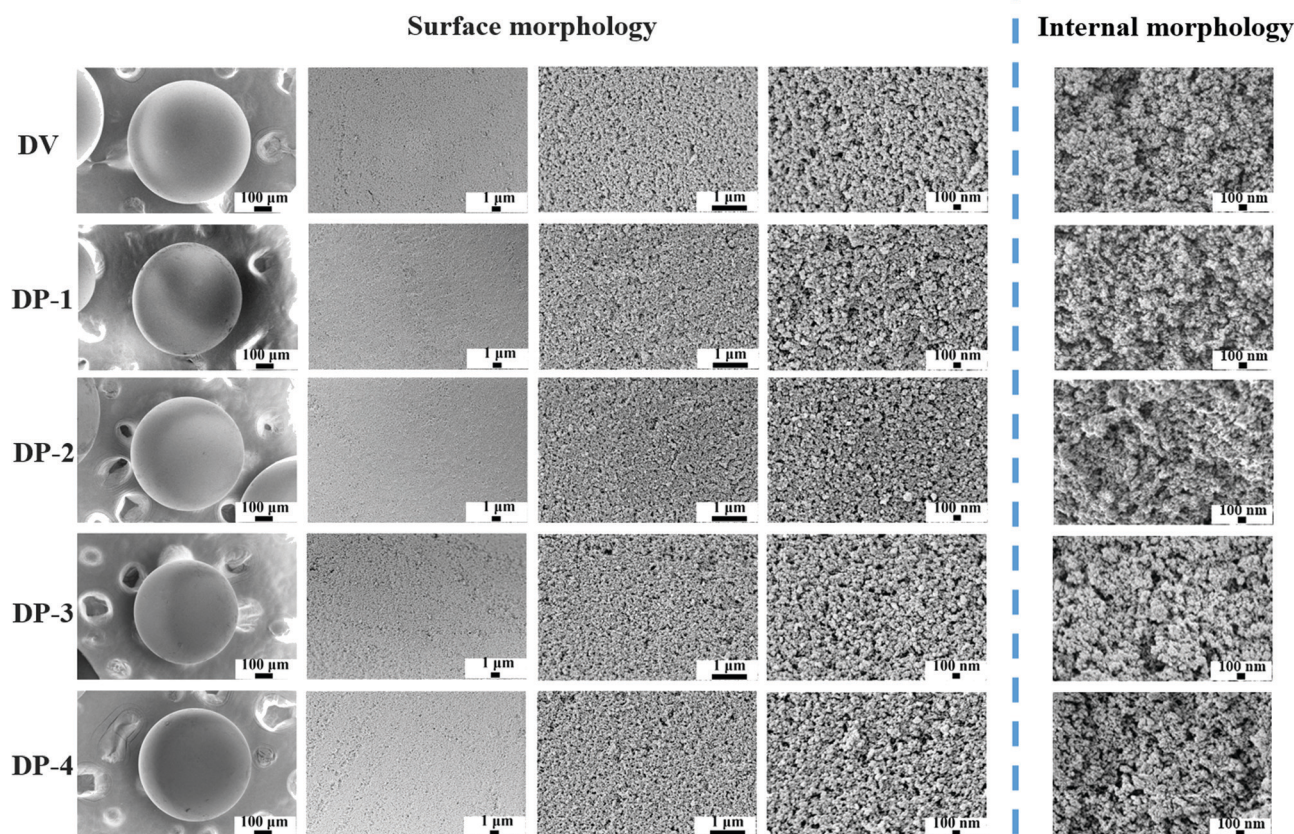 Surface morphology
Internal morphology
DV
100 µm
1 µm
1 µm
100 nm
100 nm
DP-1
100 µm
1 µm
1 µm
100 nm
100 nm
DP-2
100 µm
1 µm
1 µm
100 nm
100 nm
DP-3
100 µm
1 µm
1 µm
100 nm
100 nm
DP-4
100 µm
1 µm
1 µm
100 nm
100 nm